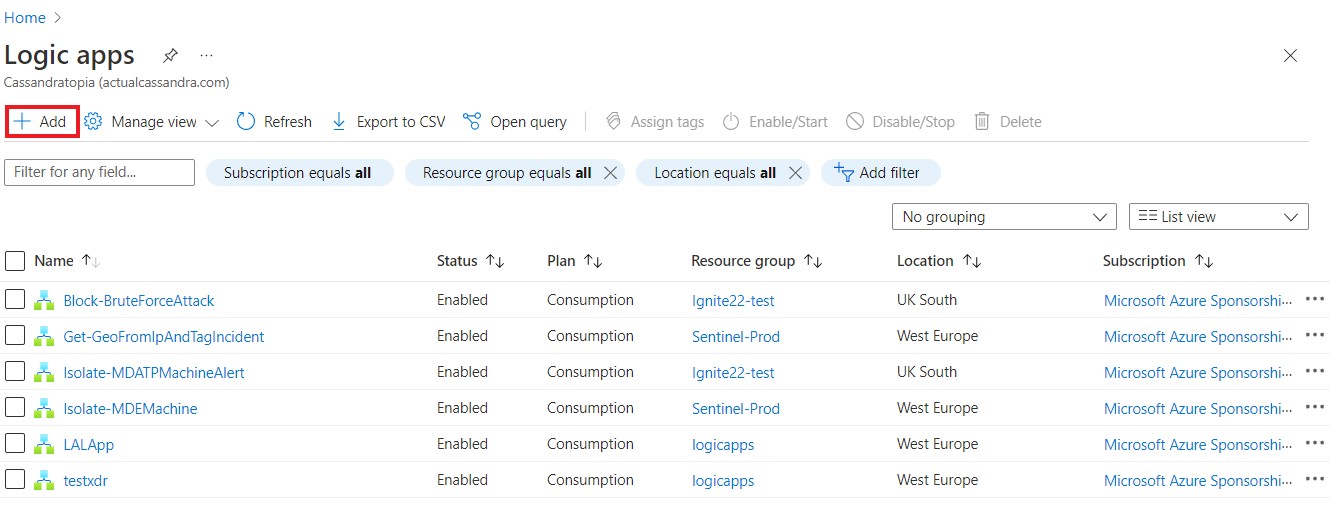 Home >
Logic apps ...
Cassandratopia (actualcassandra.com)
+ Add Manage view Refresh Export to CSV Open query Assign tags Enable/Start Disable/Stop Delete
Filter for any field... Subscription equals all Resource group equals all Location equals all Add filter
No grouping List view
Name Status Plan Resource group Location Subscription
Block-BruteForceAttack Enabled Consumption Ignite22-test UK South Microsoft Azure Sponsorshi... ...
Get-GeoFromIpAndTagIncident Enabled Consumption Sentinel-Prod West Europe Microsoft Azure Sponsorshi... ...
Isolate-MDATPMachineAlert Enabled Consumption Ignite22-test UK South Microsoft Azure Sponsorshi... ...
Isolate-MDEMachine Enabled Consumption Sentinel-Prod West Europe Microsoft Azure Sponsorshi... ...
LALApp Enabled Consumption logicapps West Europe Microsoft Azure Sponsorshi... ...
testxdr Enabled Consumption logicapps West Europe Microsoft Azure Sponsorshi... ...